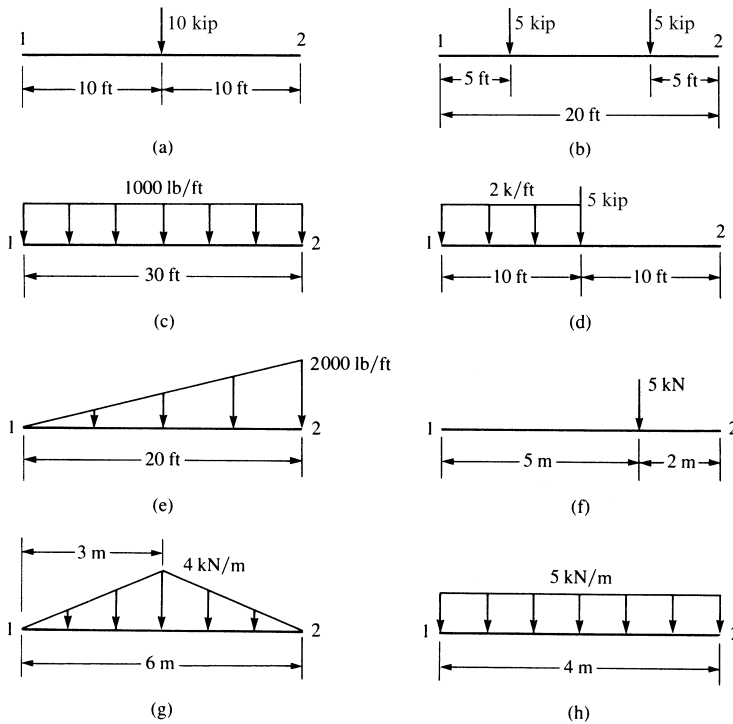 10 kip
1 2
10 ft 10 ft
(a)
5 kip 5 kip
1 2
5 ft 5 ft
20 ft
(b)
1000 lb/ft
1 2
30 ft
(c)
2 k/ft 5 kip
1 2
10 ft 10 ft
(d)
2000 lb/ft
1 2
20 ft
(e)
5 kN
1 2
5 m 2 m
(f)
3 m 4 kN/m
1 2
6 m
(g)
5 kN/m
1 2
4 m
(h)